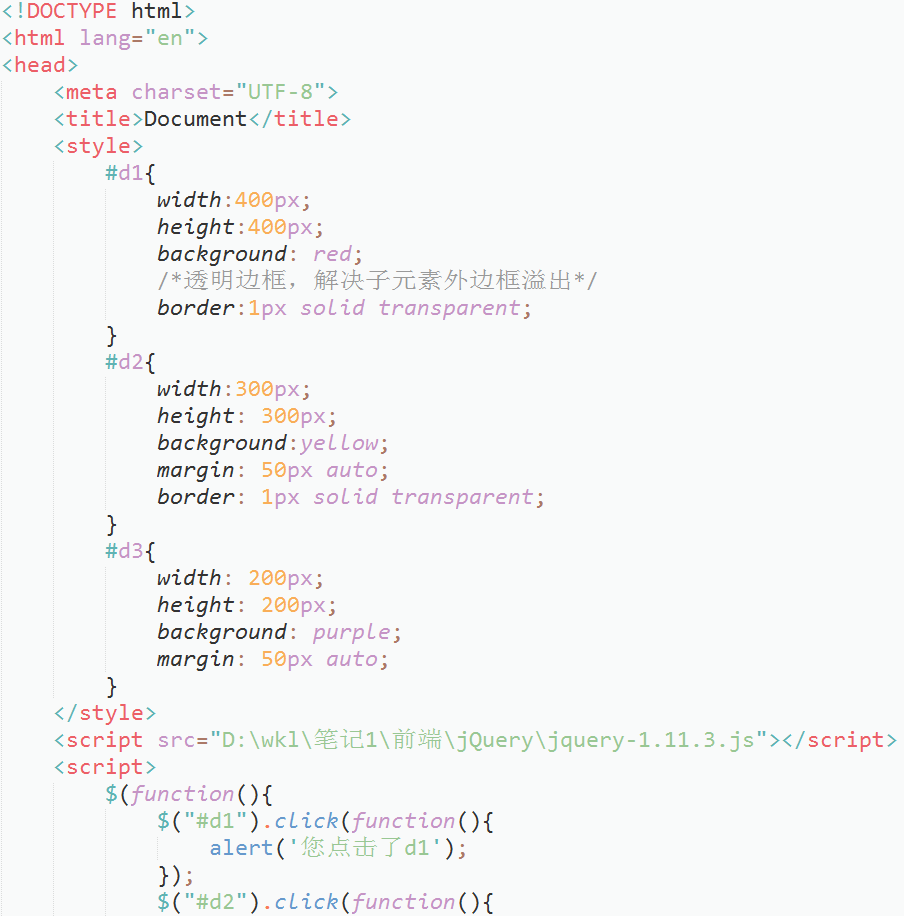 <!DOCTYPE html>
<html lang="en">
<head>
    <meta charset="UTF-8">
    <title>Document</title>
    <style>
        #d1{
            width:400px;
            height:400px;
            background: red;
            /*透明边框，解决子元素外边框溢出*/
            border:1px solid transparent;
        }
        #d2{
            width:300px;
            height: 300px;
            background:yellow;
            margin: 50px auto;
            border: 1px solid transparent;
        }
        #d3{
            width: 200px;
            height: 200px;
            background: purple;
            margin: 50px auto;
        }
    </style>
    <script src="D:\wkl\笔记1\前端\jQuery\jquery-1.11.3.js"></script>
    <script>
        $(function(){
            $("#d1").click(function(){
                alert('您点击了d1');
            });
            $("#d2").click(function(){